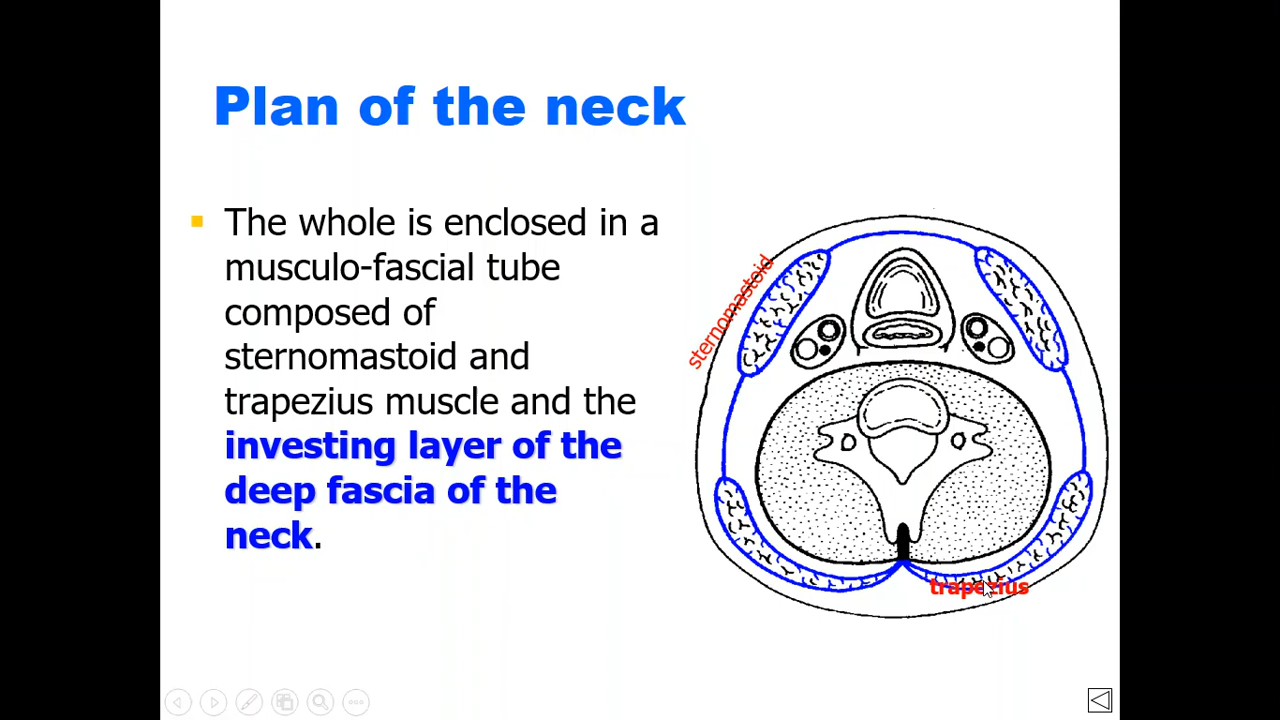 Plan of the neck
The whole is enclosed in a
musculo-fascial tube
composed of
sternomastoid and
trapezius muscle and the
investing layer of the
deep fascia of the
neck.
sternomastoid
trapezius